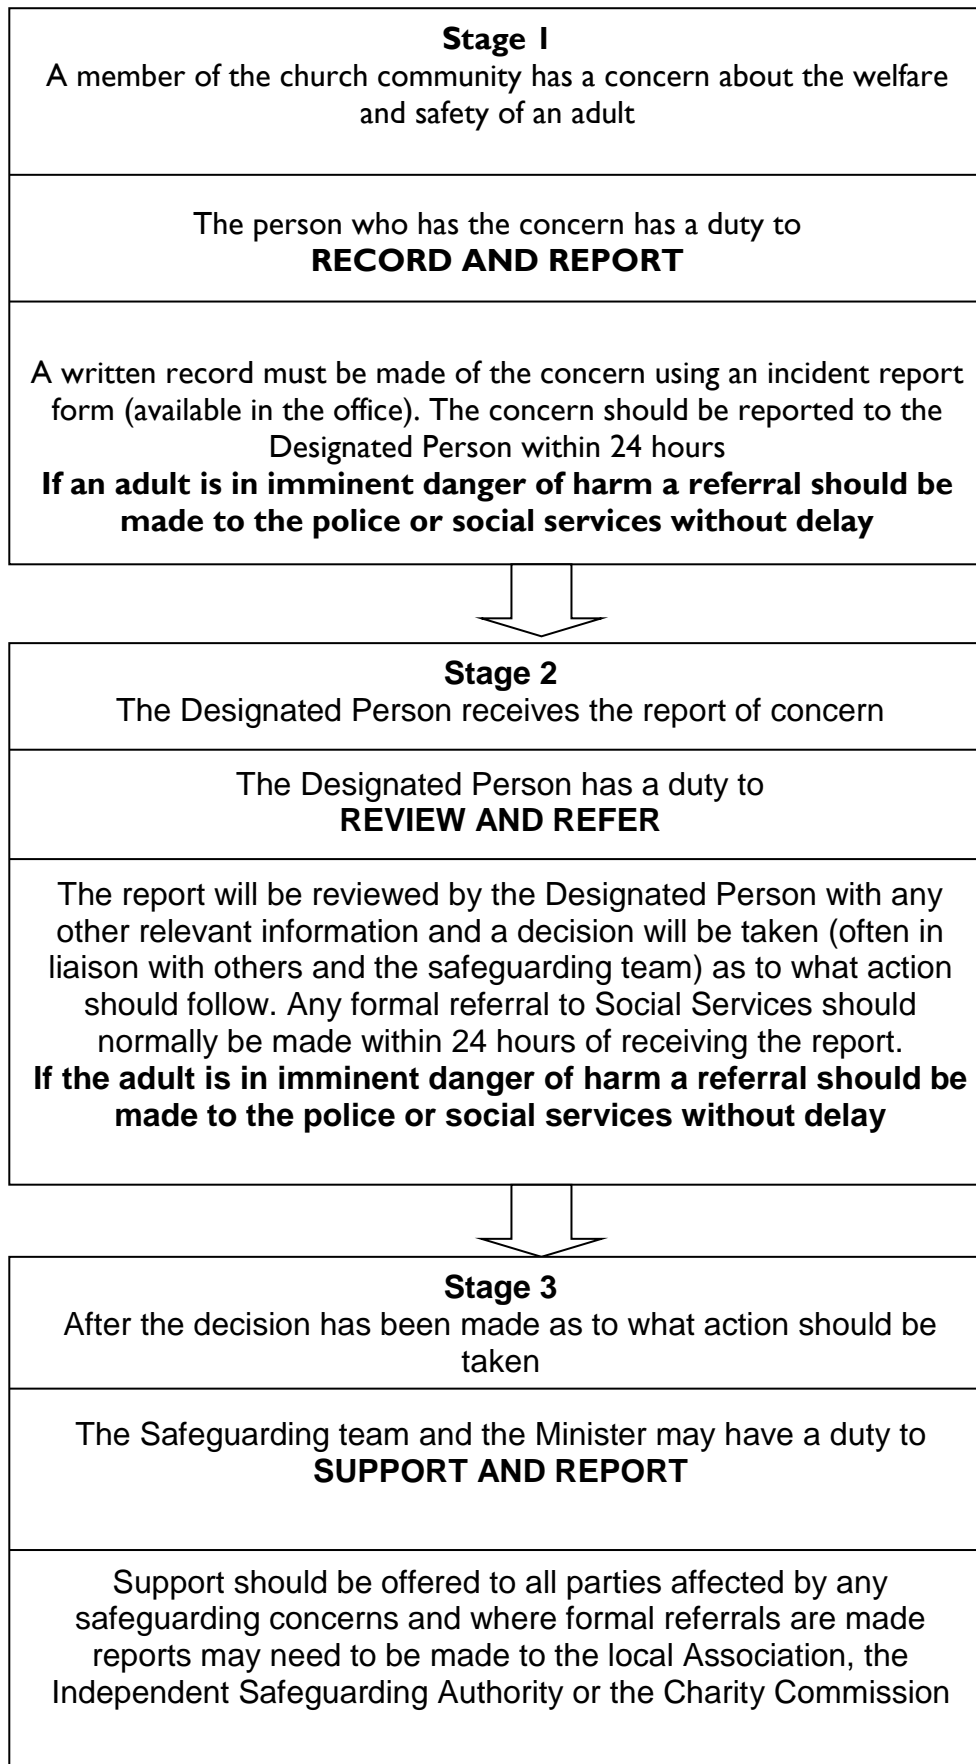 Stage 1
A member of the church community has a concern about the welfare
and safety of an adult
The person who has the concern has a duty to
RECORD AND REPORT
A written record must be made of the concern using an incident report
form (available in the office). The concern should be reported to the
Designated Person within 24 hours
If an adult is in imminent danger of harm a referral should be
made to the police or social services without delay
Stage 2
The Designated Person receives the report of concern
The Designated Person has a duty to
REVIEW AND REFER
The report will be reviewed by the Designated Person with any
other relevant information and a decision will be taken (often in
liaison with others and the safeguarding team) as to what action
should follow. Any formal referral to Social Services should
normally be made within 24 hours of receiving the report.
If the adult is in imminent danger of harm a referral should be
made to the police or social services without delay
Stage 3
After the decision has been made as to what action should be
taken
The Safeguarding team and the Minister may have a duty to
SUPPORT AND REPORT
Support should be offered to all parties affected by any
safeguarding concerns and where formal referrals are made
reports may need to be made to the local Association, the
Independent Safeguarding Authority or the Charity Commission